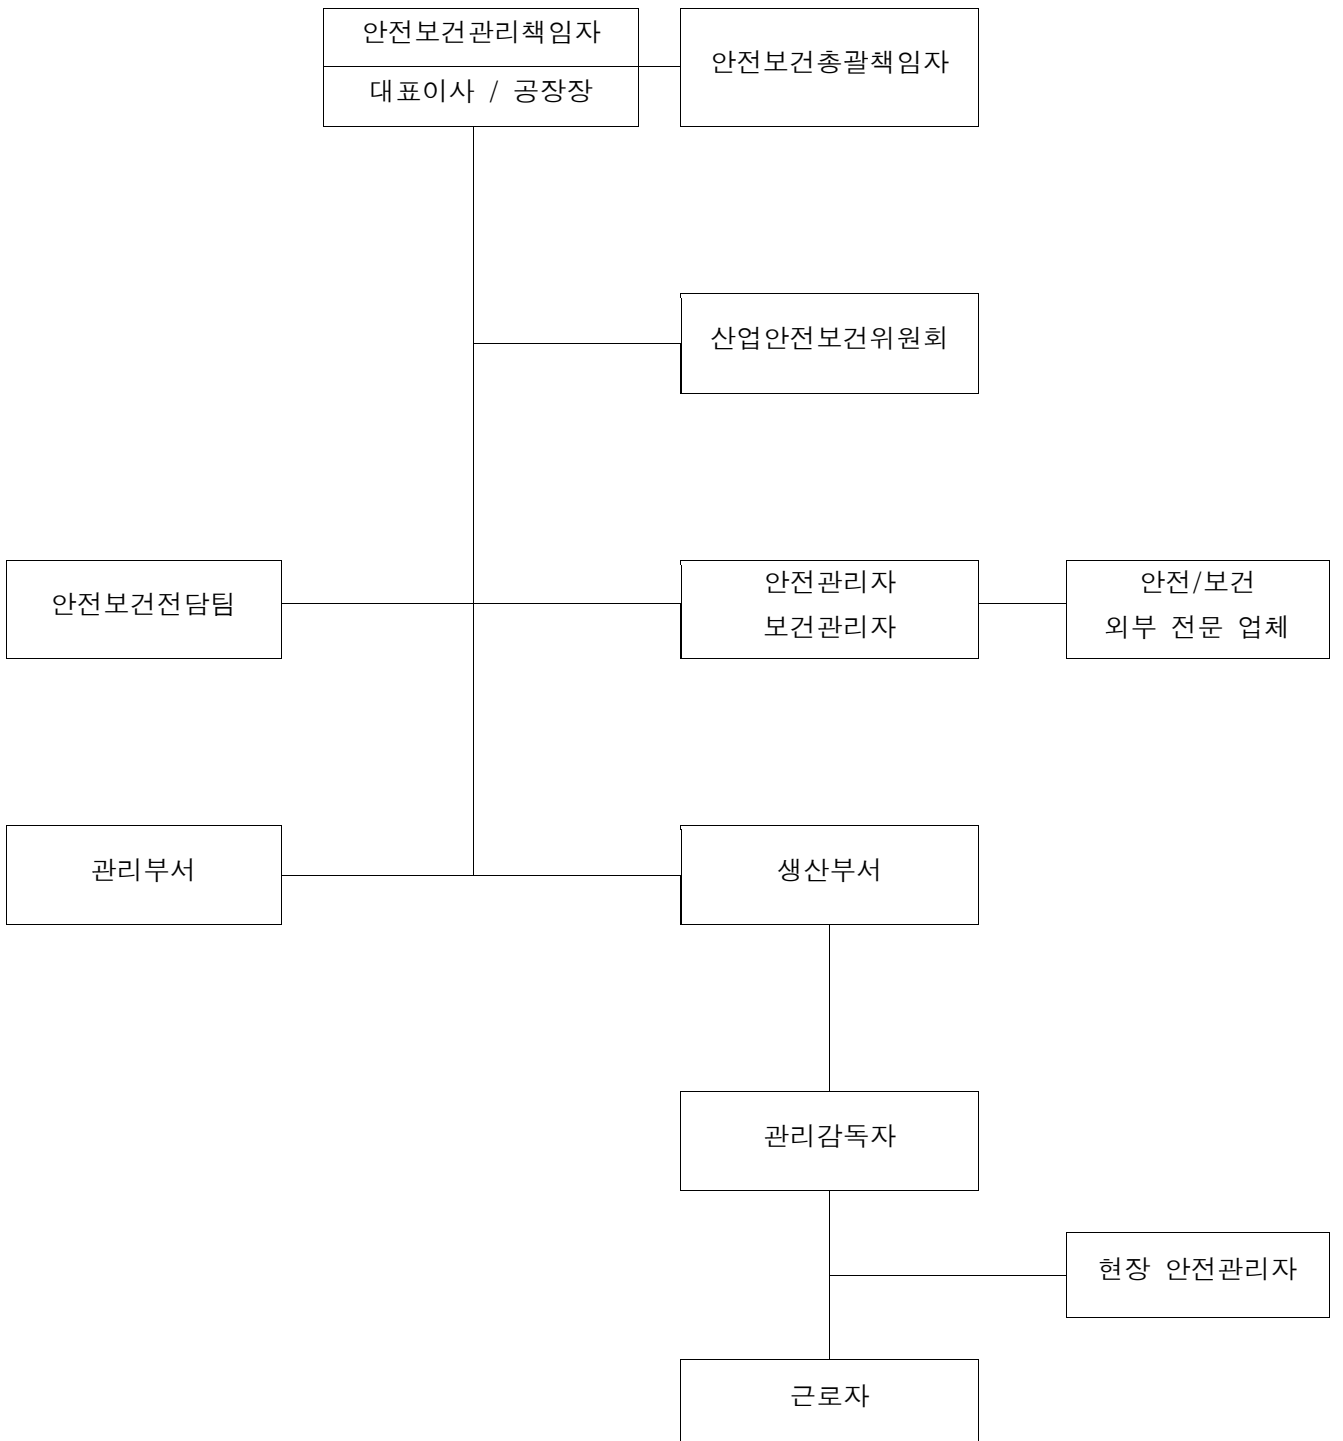 안전보건관리책임자
대표이사 / 공장장
안전보건총괄책임자
산업안전보건위원회
안전보건전담팀
안전관리자
보건관리자
안전/보건
외부 전문 업체
관리부서
생산부서
관리감독자
현장 안전관리자
근로자